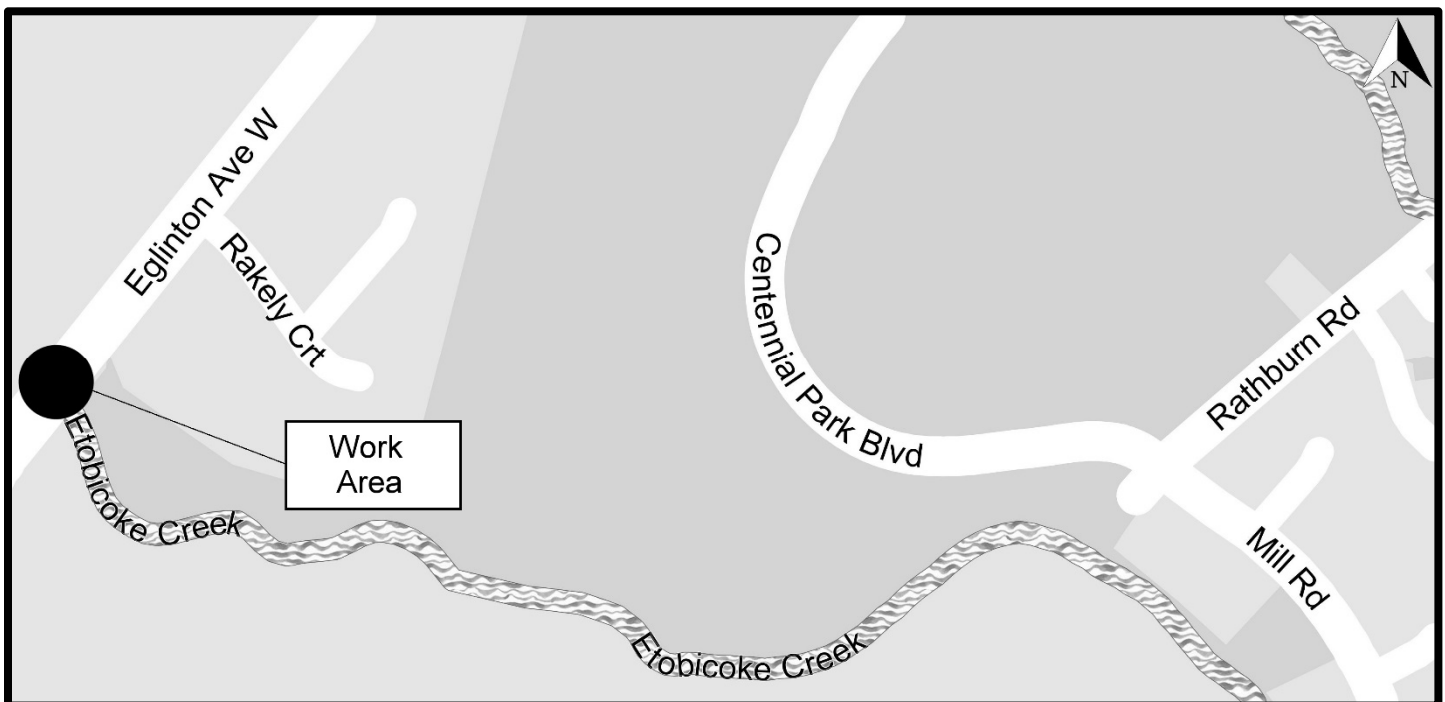 N
Eglinton Ave W
Rakely Crt
Centennial Park Blvd
Rathburn Rd
Work
Area
Etobicoke Creek
Mill Rd
Etobicoke Creek